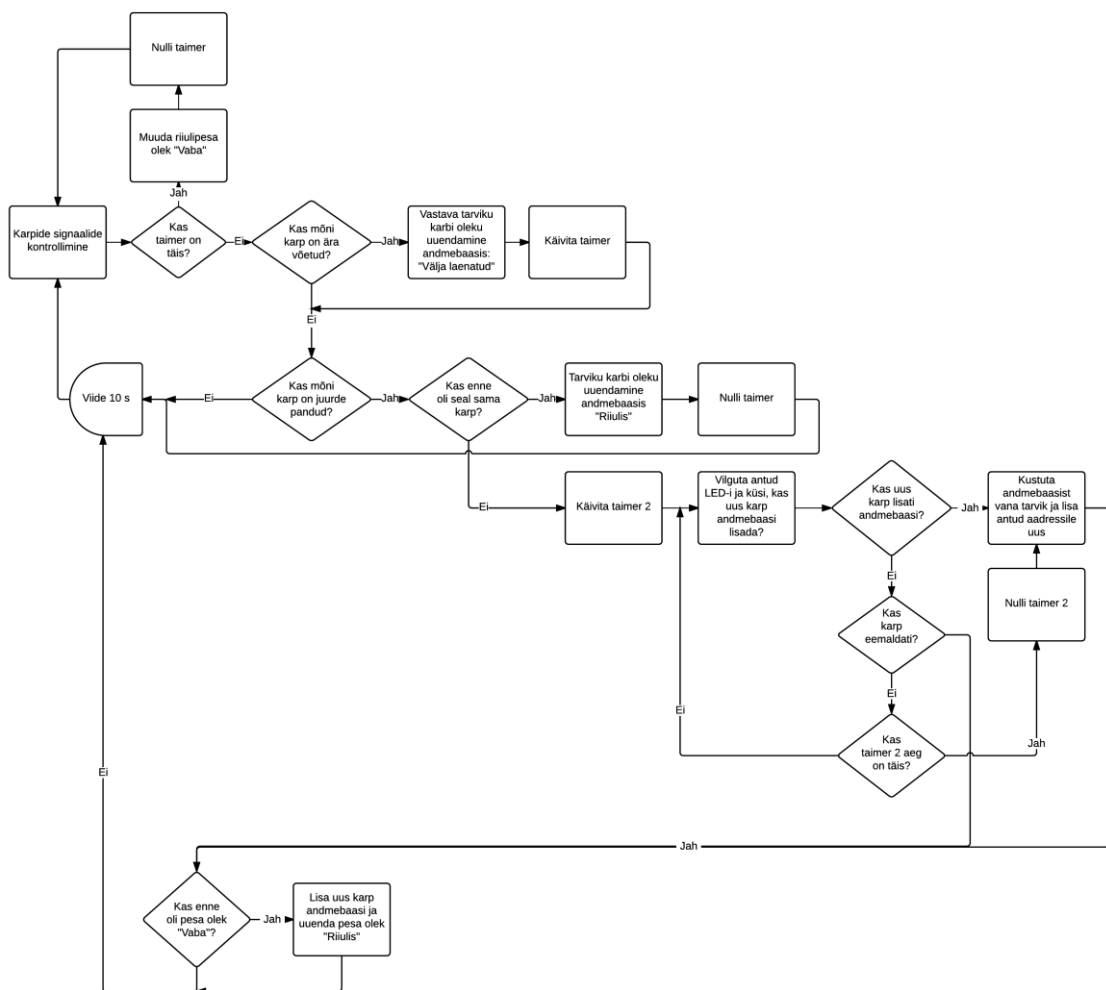 Nulli taimer
Muuda riiulipesa
olek "Vaba"
Jah
Karpide signaalide
kontrollimine
Kas
taimer on
täis?
Ei
Kas mõni
karp on ära
võetud?
Jah
Vastava tarviku
karbi oleku
uuendamine
andmebaasis:
"Välja laenatud"
Käivita taimer
Ei
Viide 10 s
Ei
Kas mõni
karp on juurde
pandud?
Jah
Kas enne
oli seal sama
karp?
Jah
Tarviku karbi oleku
uuendamine
andmebaasis
"Riiulis"
Nulli taimer
Ei
Käivita taimer 2
Vilguta antud
LED-i ja küsi, kas
uus karp
andmebaasi
lisada?
Kas uus
karp lisati
andmebaasi?
Jah
Kustuta
andmebaasist
vana tarvik ja lisa
antud aadressile
uus
Ei
Kas
karp
eemaldati?
Nulli taimer 2
Ei
Ei
Kas
taimer 2 aeg
on täis?
Jah
Ei
Jah
Kas enne
oli pesa olek
"Vaba"?
Jah
Lisa uus karp
andmebaasi ja
uuenda pesa olek
"Riiulis"